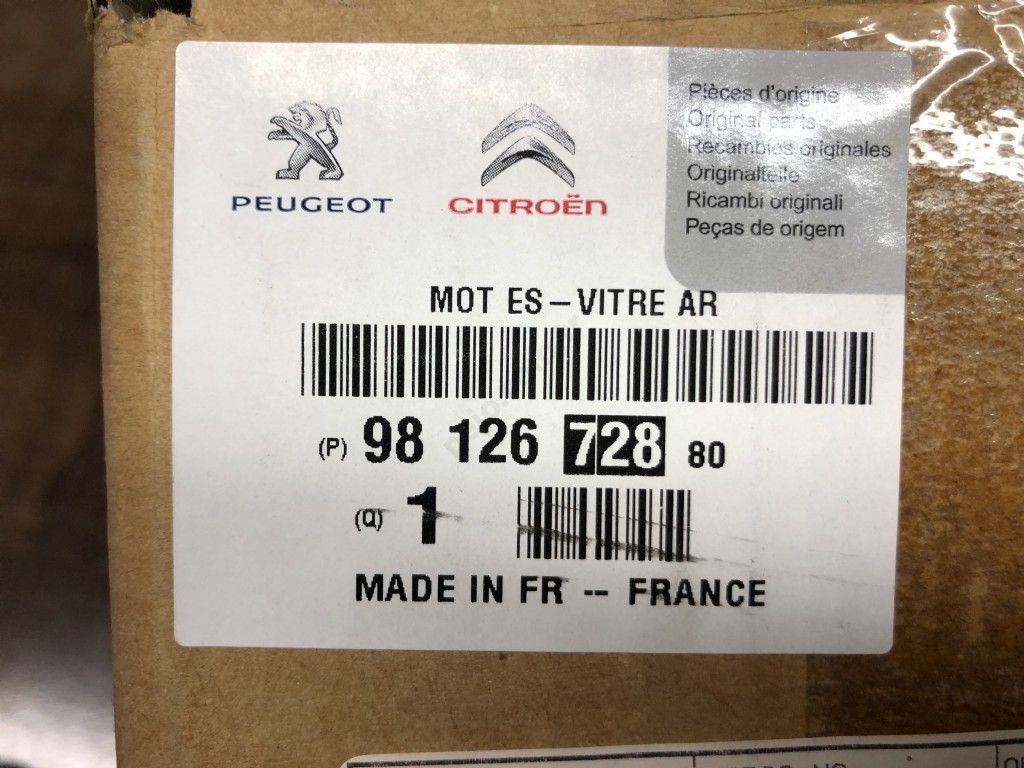 PEUGEOT
CITROËN
Pièces d'origine
Original parts
Recambios originales
Originalteile
Ricambi originali
Peças de origem
MOT ES-VITRE AR
(P) 98 126 728 80
(Q) 1
MADE IN FR -- FRANCE